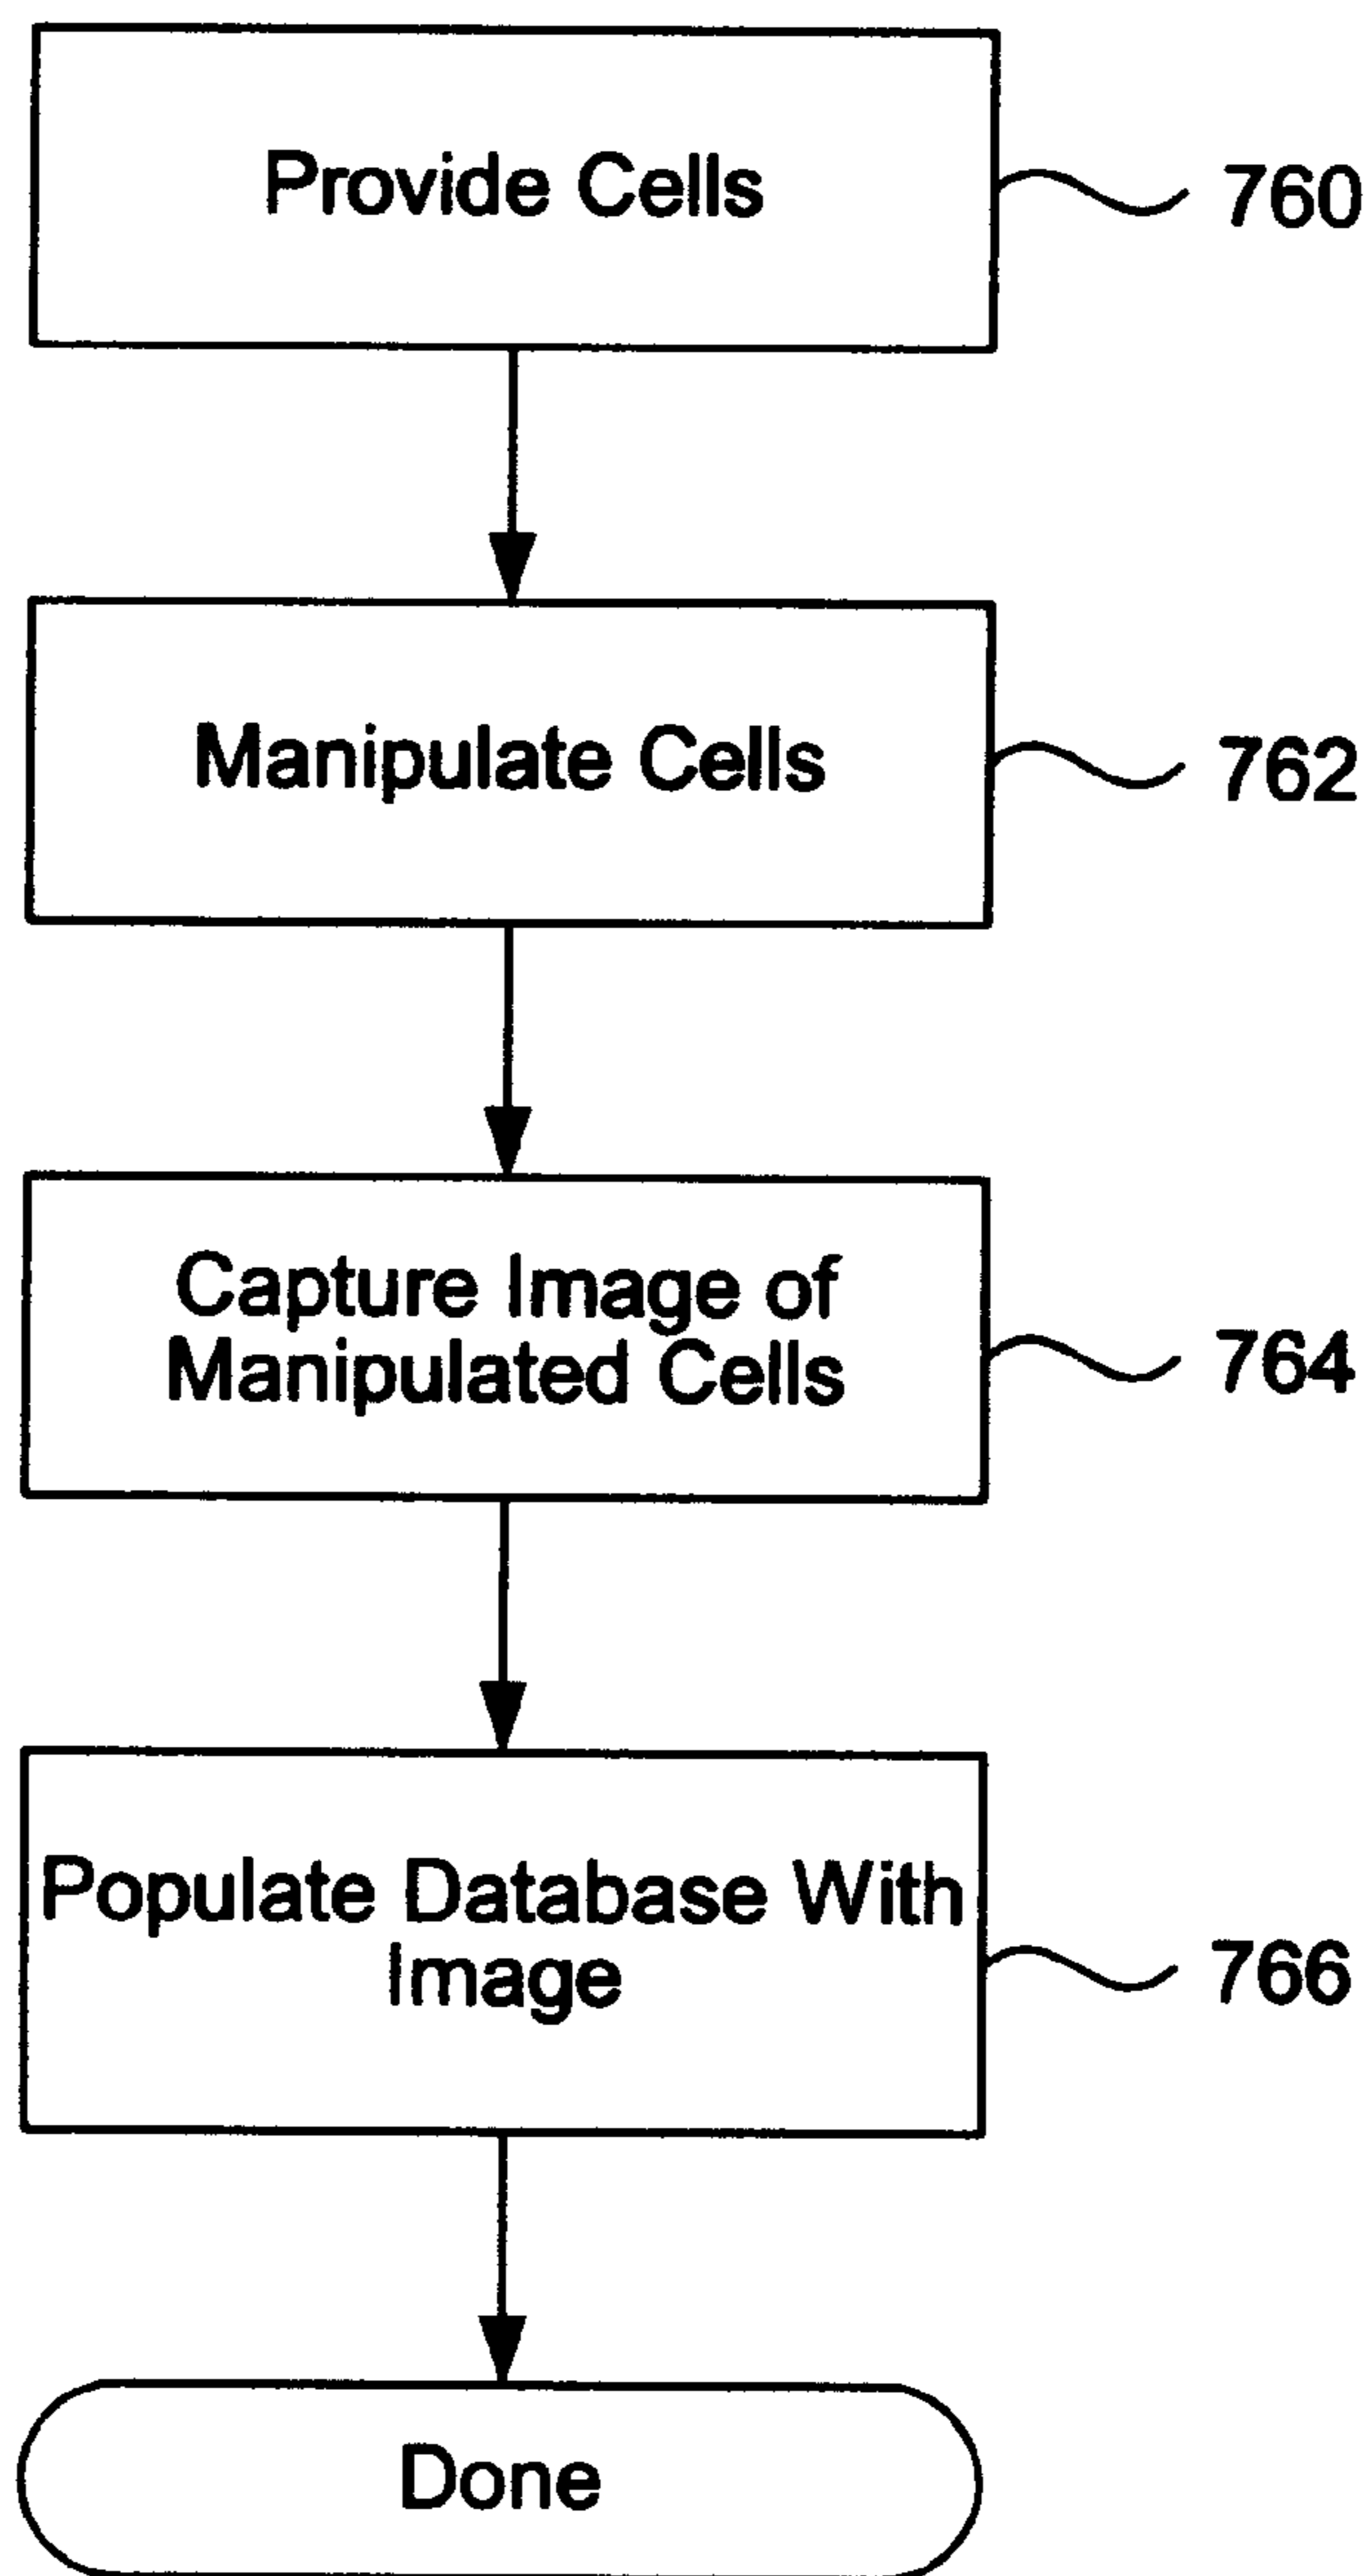 Provide Cells
760
Manipulate Cells
762
Capture Image of
Manipulated Cells
764
Populate Database With
Image
766
Done